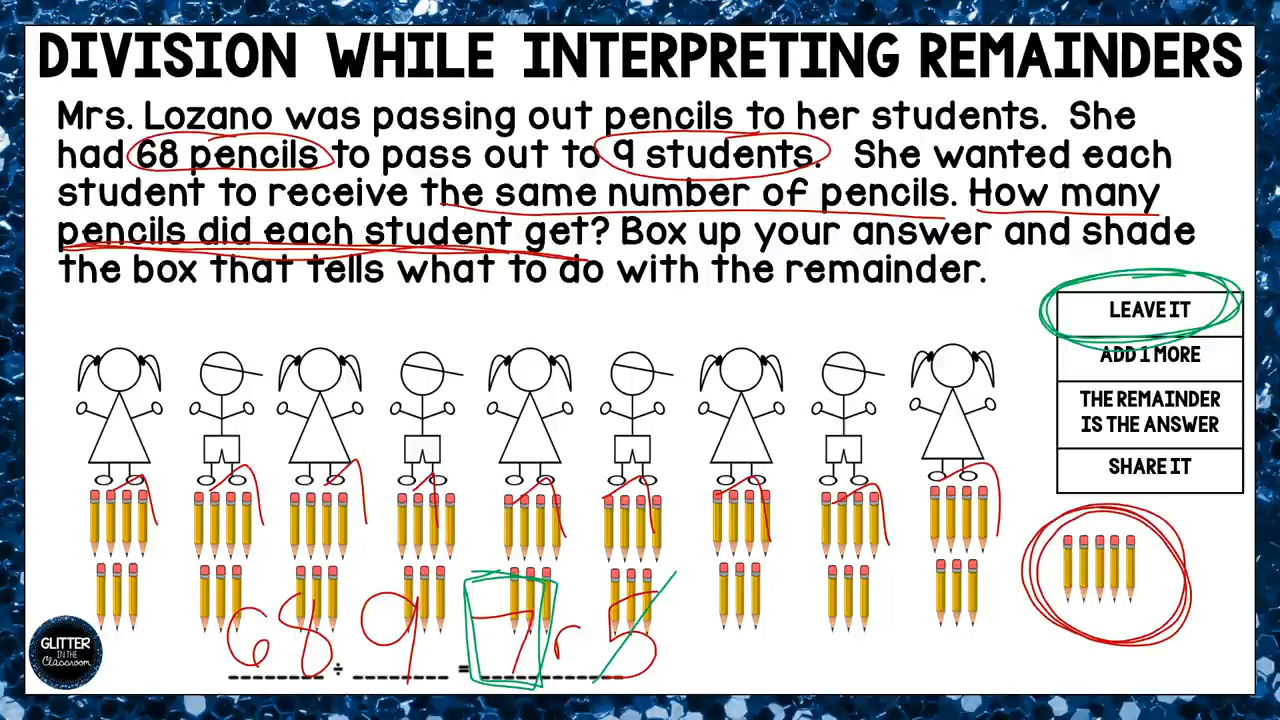 DIVISION WHILE INTERPRETING REMAINDERS
Mrs. Lozano was passing out pencils to her students. She
had 68 pencils to pass out to 9 students. She wanted each
student to receive the same number of pencils. How many
pencils did each student get? Box up your answer and shade
the box that tells what to do with the remainder.
LEAVE IT
ADD 1 MORE
THE REMAINDER
IS THE ANSWER
SHARE IT
68 ÷ 9 = 7 r 5
GLITTER
IN THE
Classroom